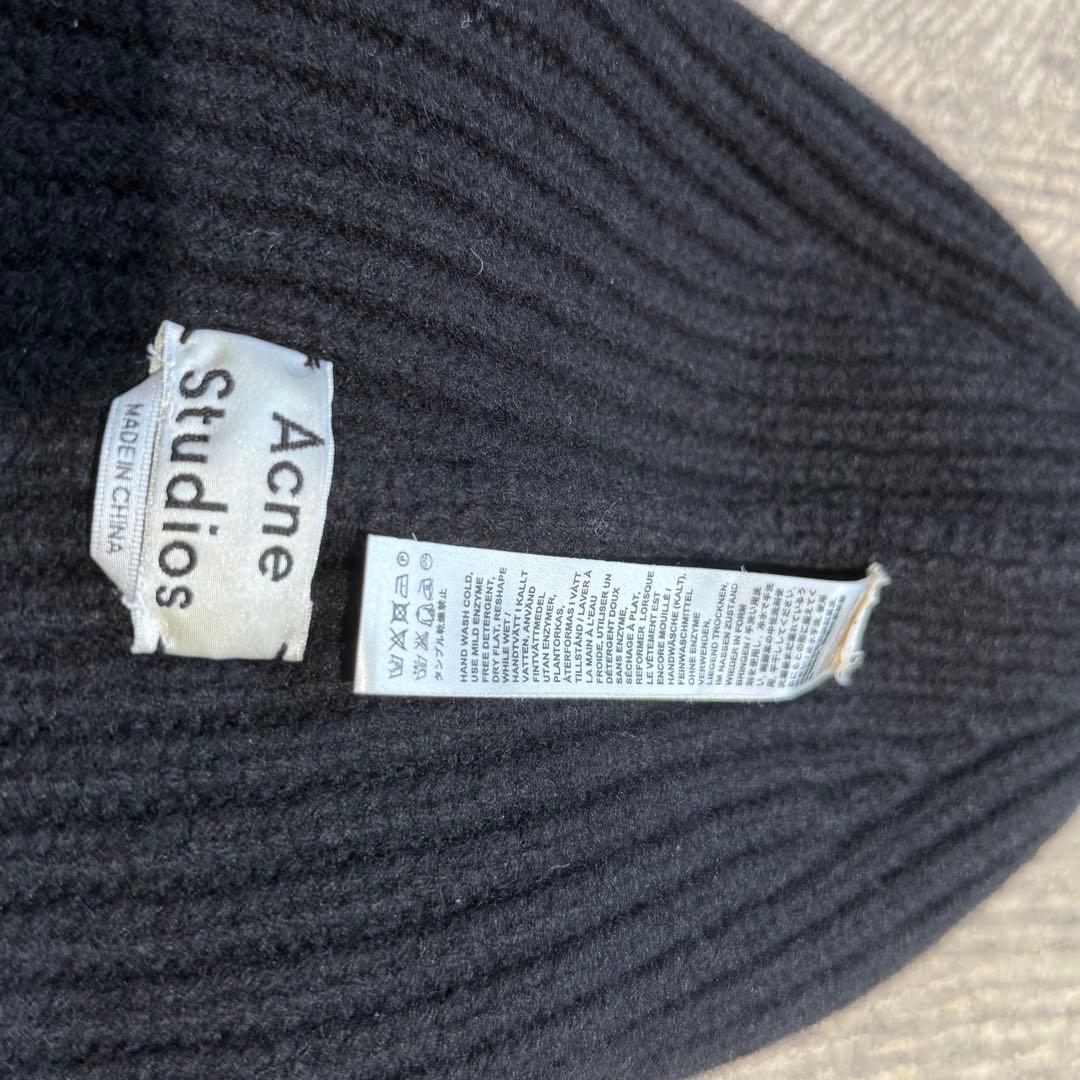 Acne
Studios
MADE IN CHINA
タンブル乾燥禁止
HAND WASH COLD,
USE MILD ENZYME
FREE DETERGENT,
DRY FLAT, RESHAPE
WHILE WET /
HANDTVÄTT I KALLT
VATTEN, ANVÄND
FINTVÄTTMEDEL
UTAN ENZYMER,
PLANTORKAS,
ÅTERFORMAS I VÅTT
TILLSTÅND / LAVER À
LA MAIN À L'EAU
FROIDE, UTILISER UN
DÉTERGENT DOUX
SANS ENZYME,
SÉCHAGE À PLAT,
REFORMER LORSQUE
LE VÊTEMENT EST
ENCORE MOUILLÉ /
HANDWÄSCHE (KALT),
FEINWASCHMITTEL
OHNE ENZYME
VERWENDEN,
LIEGEND TROCKNEN,
IM NASSEN ZUSTAND
WIEDER IN FORM
BRINGEN / 手洗い